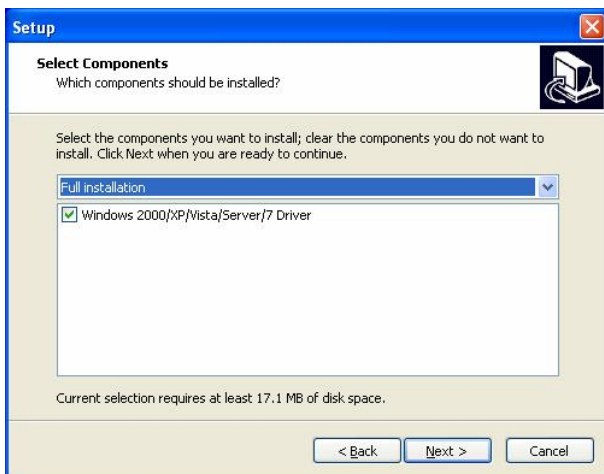 Setup
Select Components
Which components should be installed?
Select the components you want to install; clear the components you do not want to
install. Click Next when you are ready to continue.
Full installation
Windows 2000/XP/Vista/Server/7 Driver
Current selection requires at least 17.1 MB of disk space.
< Back Next > Cancel